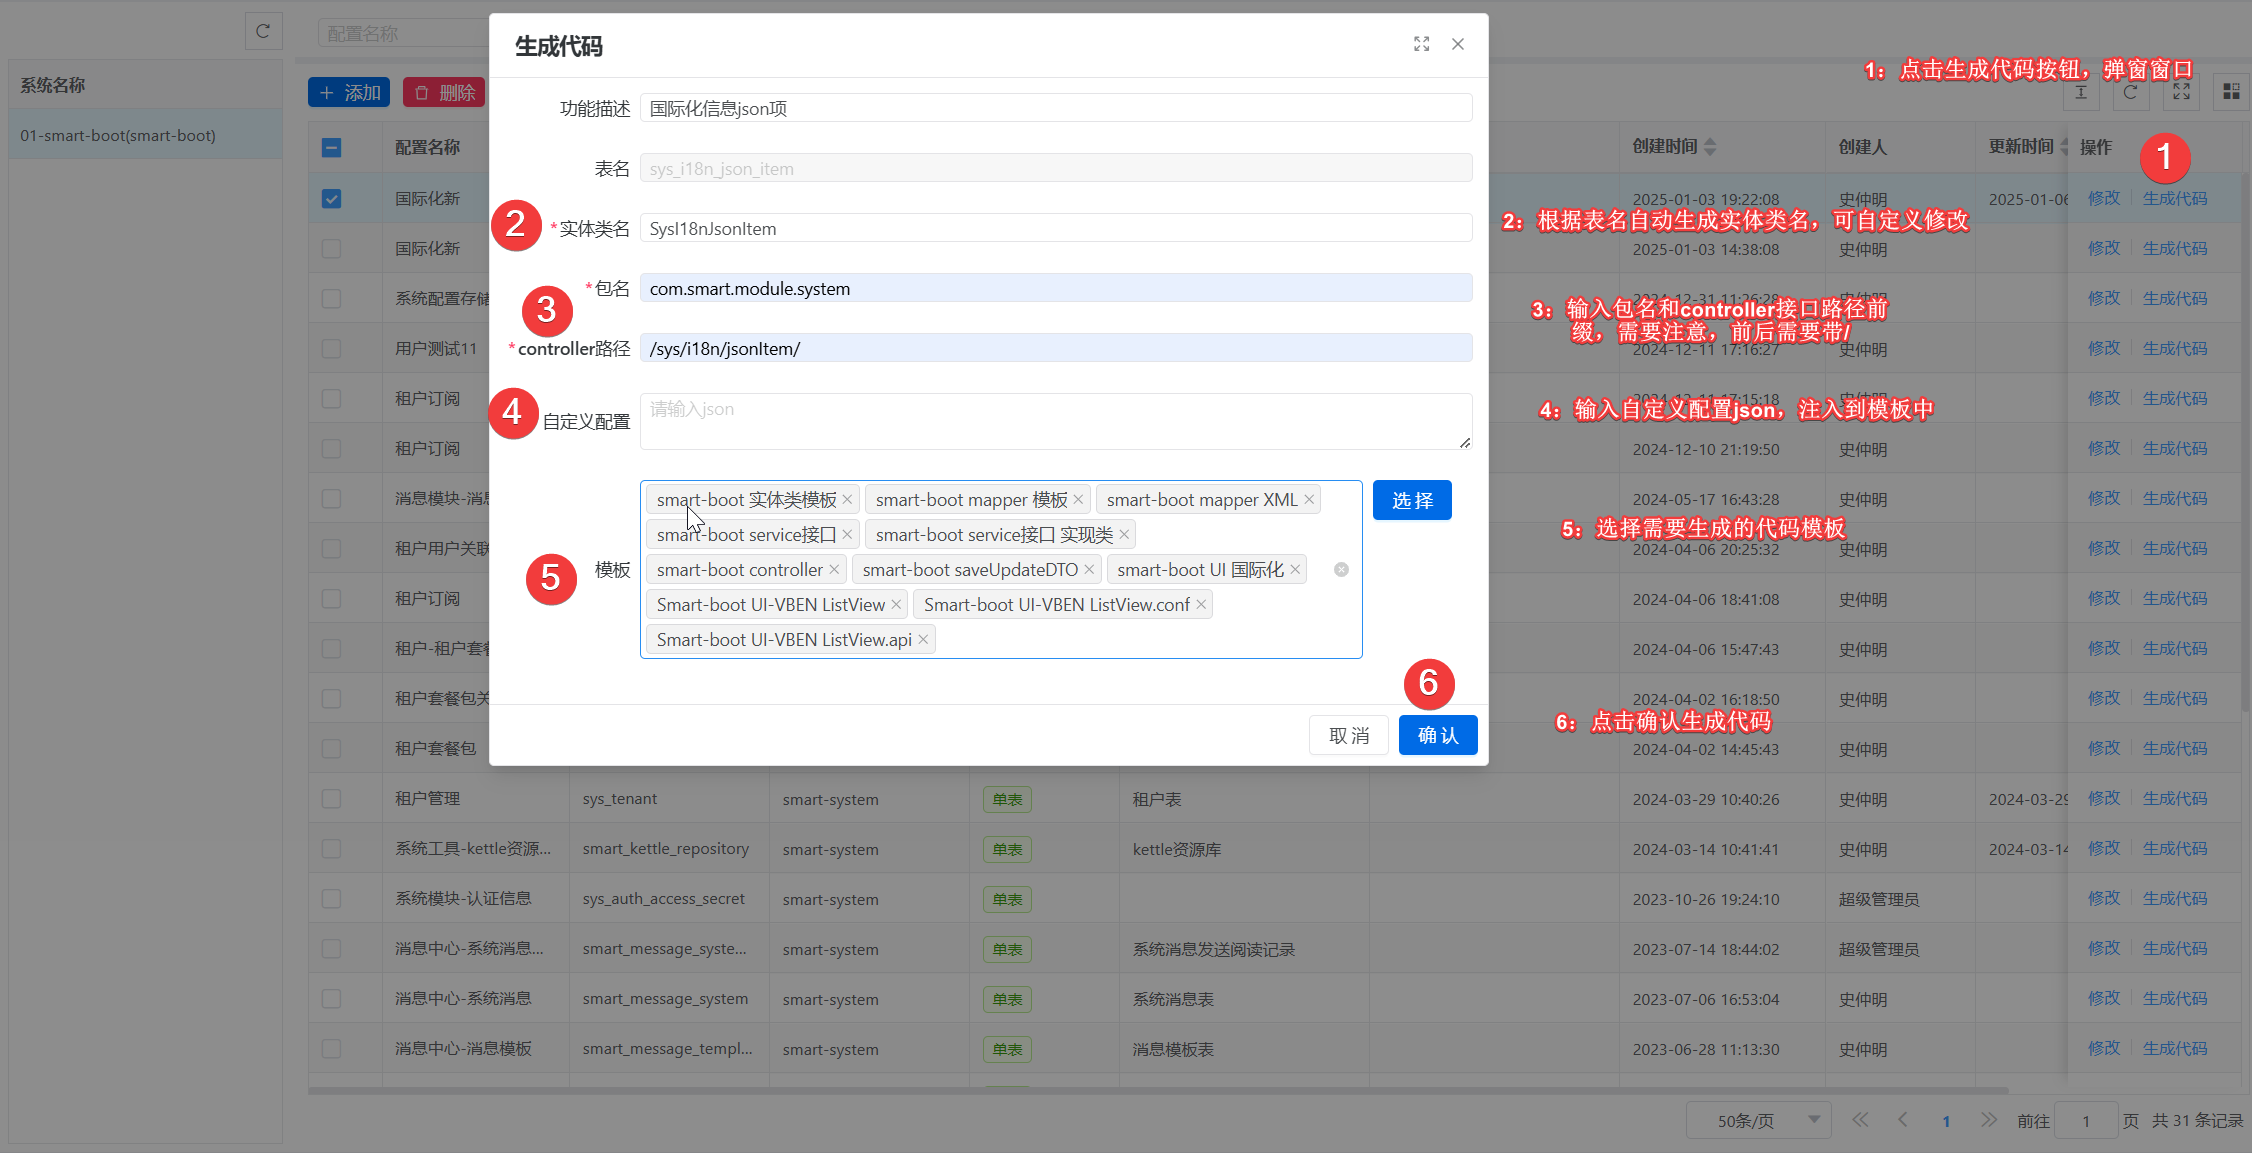 配置名称
系统名称
01-smart-boot(smart-boot)
添加
删除
生成代码
功能描述
国际化信息json项
表名
sys_i18n_json_item
2
*实体类名
SysI18nJsonItem
3
*包名
com.smart.module.system
*controller路径
/sys/i18n/jsonItem/
4
自定义配置
请输入json
5
模板
smart-boot 实体类模板
smart-boot mapper 模板
smart-boot mapper XML
smart-boot service接口
smart-boot service接口 实现类
smart-boot controller
smart-boot saveUpdateDTO
smart-boot UI 国际化
Smart-boot UI-VBEN ListView
Smart-boot UI-VBEN ListView.conf
Smart-boot UI-VBEN ListView.api
选择
6
取消
确认
1：点击生成代码按钮，弹窗窗口
2：根据表名自动生成实体类名，可自定义修改
3：输入包名和controller接口路径前
缀，需要注意，前后需要带/
4：输入自定义配置json，注入到模板中
5：选择需要生成的代码模板
6：点击确认生成代码
配置名称 创建时间 创建人 更新时间 操作 1
国际化新 2025-01-03 19:22:08 史仲明 2025-01-06 修改 生成代码
国际化新 2025-01-03 14:38:08 史仲明 修改 生成代码
系统配置存储 2024-12-31 11:26:28 史仲明 修改 生成代码
用户测试11 2024-12-11 17:16:27 史仲明 修改 生成代码
租户订阅 2024-12-11 17:15:18 史仲明 修改 生成代码
租户订阅 2024-12-10 21:19:50 史仲明 修改 生成代码
消息模块-消息 2024-05-17 16:43:28 史仲明 修改 生成代码
租户用户关联 2024-04-06 20:25:32 史仲明 修改 生成代码
租户订阅 2024-04-06 18:41:08 史仲明 修改 生成代码
租户-租户套餐 2024-04-06 15:47:43 史仲明 修改 生成代码
租户套餐包关 2024-04-02 16:18:50 史仲明 修改 生成代码
租户套餐包 2024-04-02 14:45:43 史仲明 修改 生成代码
租户管理 sys_tenant smart-system 单表 租户表 2024-03-29 10:40:26 史仲明 2024-03-29 修改 生成代码
系统工具-kettle资源... smart_kettle_repository smart-system 单表 kettle资源库 2024-03-14 10:41:41 史仲明 2024-03-14 修改 生成代码
系统模块-认证信息 sys_auth_access_secret smart-system 单表 2023-10-26 19:24:10 超级管理员 修改 生成代码
消息中心-系统消息... smart_message_syste... smart-system 单表 系统消息发送阅读记录 2023-07-14 18:44:02 超级管理员 修改 生成代码
消息中心-系统消息 smart_message_system smart-system 单表 系统消息表 2023-07-06 16:53:04 史仲明 修改 生成代码
消息中心-消息模板 smart_message_templ... smart-system 单表 消息模板表 2023-06-28 11:13:30 史仲明 修改 生成代码
50条/页 1 前往 1 页 共 31 条记录